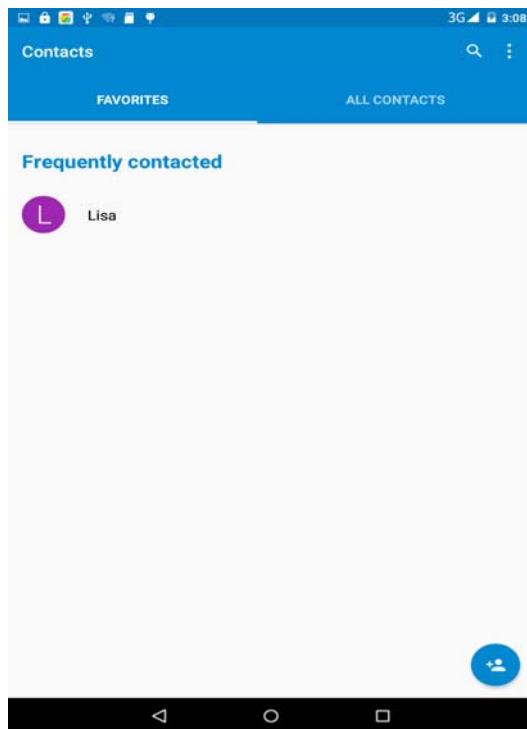 3G 3:08
Contacts
FAVORITES ALL CONTACTS
Frequently contacted
L Lisa